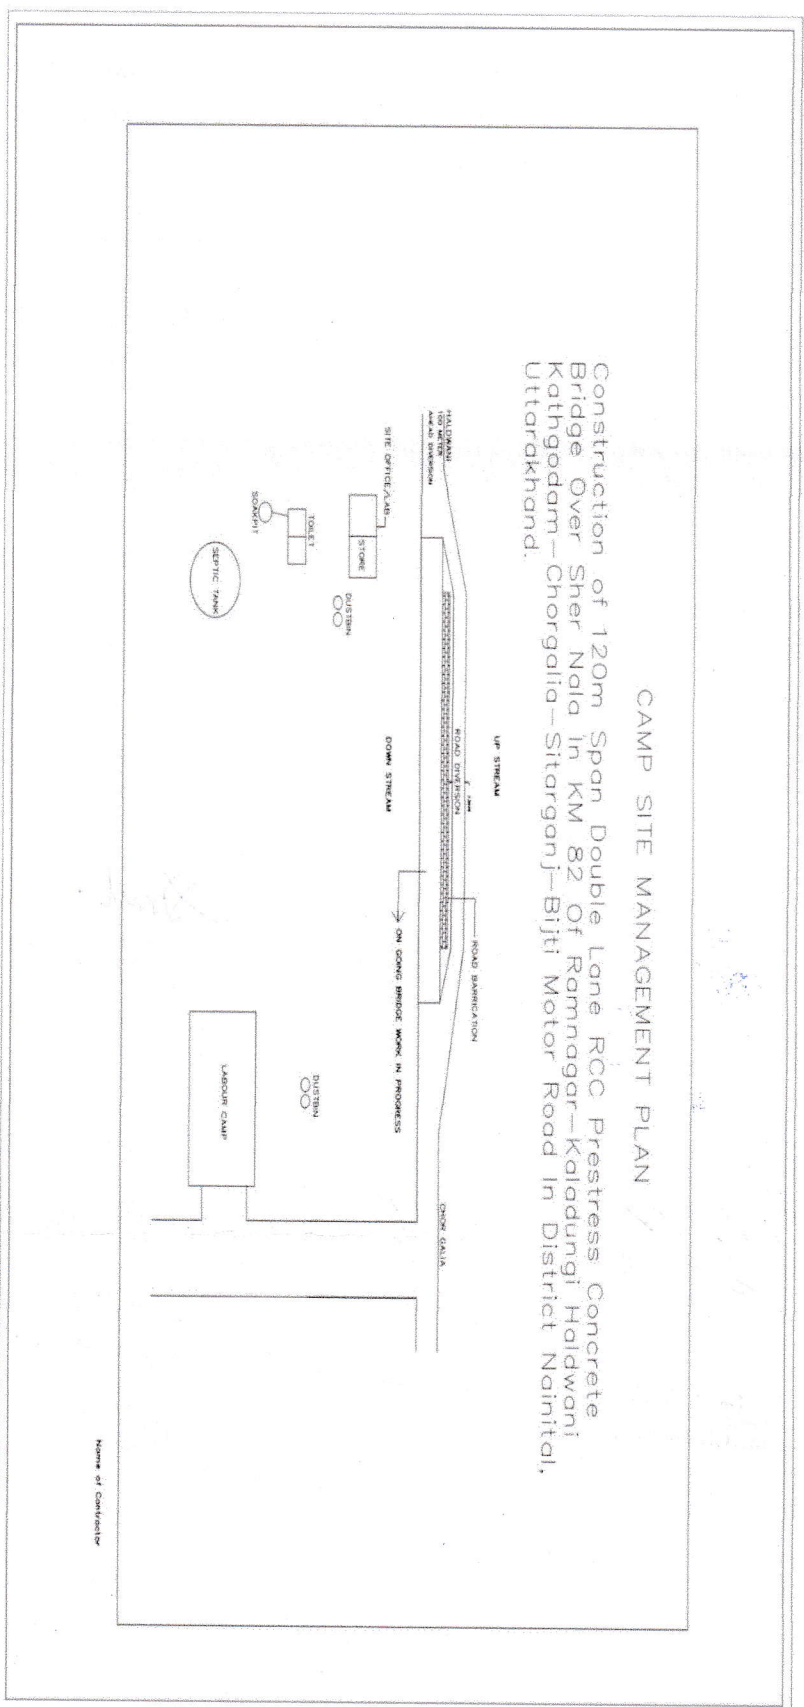 CAMP SITE MANAGEMENT PLAN
Construction of 120m Span Double Lane RCC Prestress Concrete
Bridge Over Sher Nala in KM 82 Of Ramnagar-Kaladungi Haldwani
Kathgodam-Chorgalia-Sitarganj-Bijti Motor Road In District Nainital,
Uttarakhand.
UP STREAM
HALDWANI
100 METER
AHEAD DIVERSION
ROAD DIVERSION
ROAD BARRICATION
CHOR GALIA
SITE OFFICE/LAB
STORE
DOWN STREAM
ON GOING BRIDGE WORK IN PROGRESS
DUSTBIN
TOILET
SOAKPIT
SEPTIC TANK
DUSTBIN
LABOUR CAMP
Name of Contractor